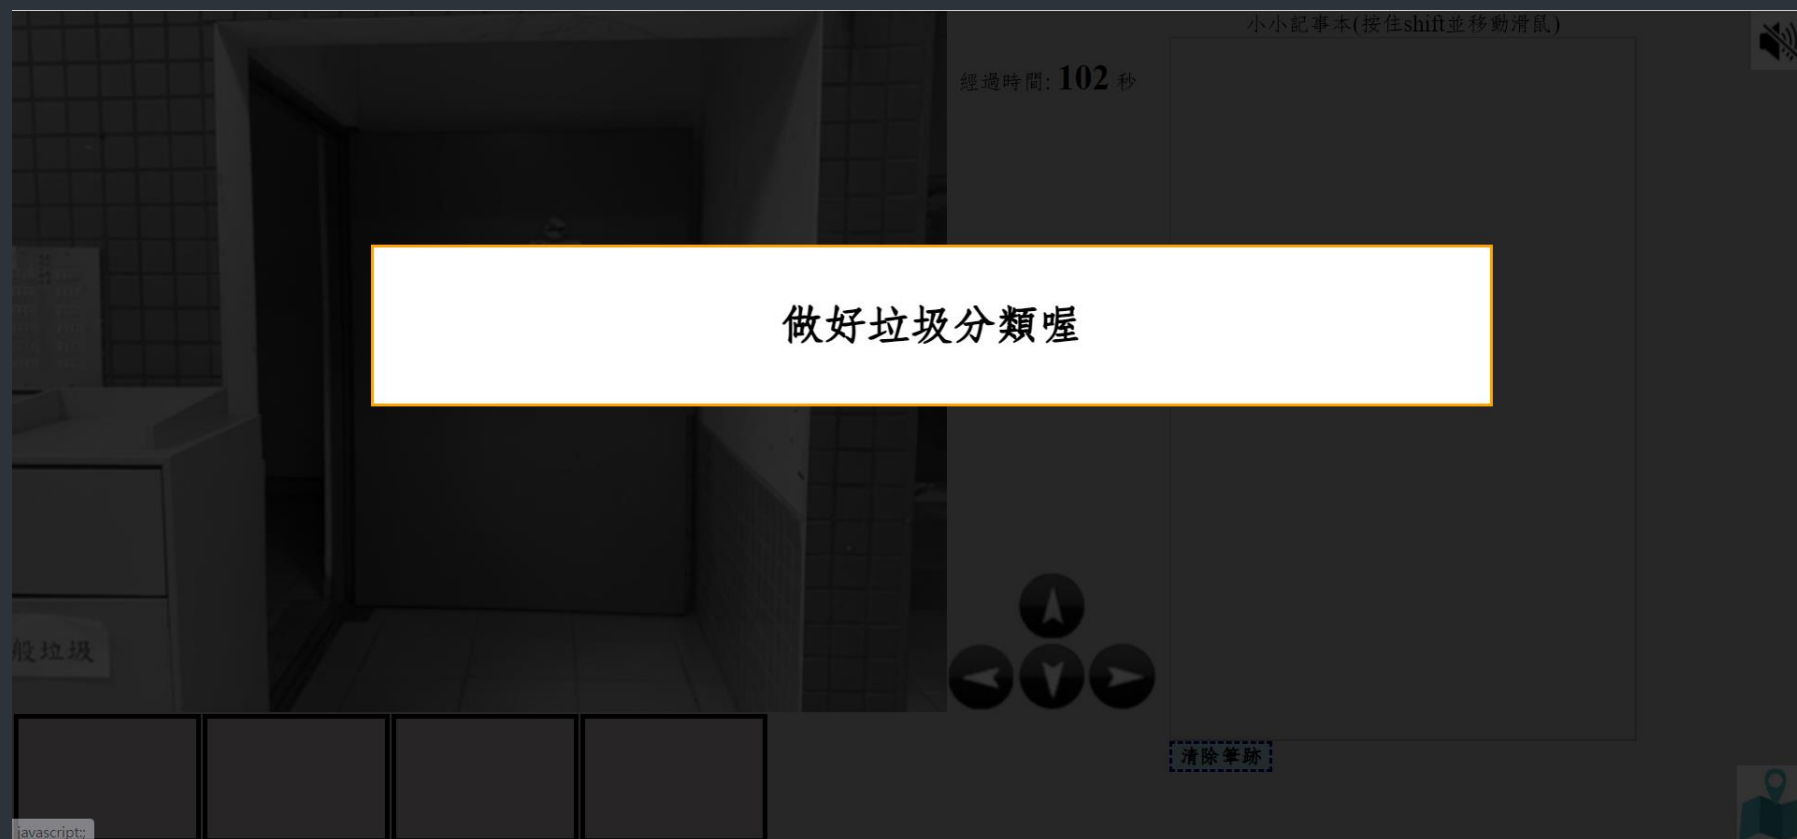 小小記事本(按住shift並移動滑鼠)
經過時間: 102 秒
做好垃圾分類喔
般垃圾
清除筆跡
javascript:;